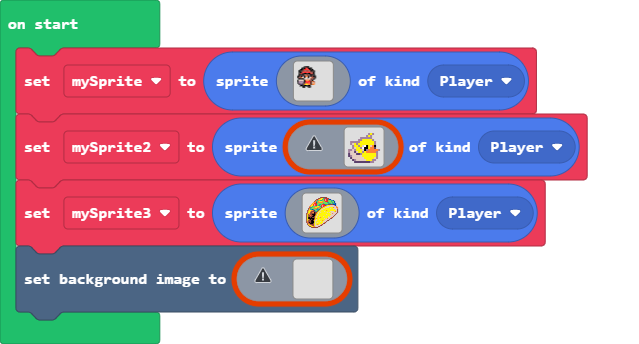 on start
set mySprite to sprite of kind Player
set mySprite2 to sprite of kind Player
set mySprite3 to sprite of kind Player
set background image to